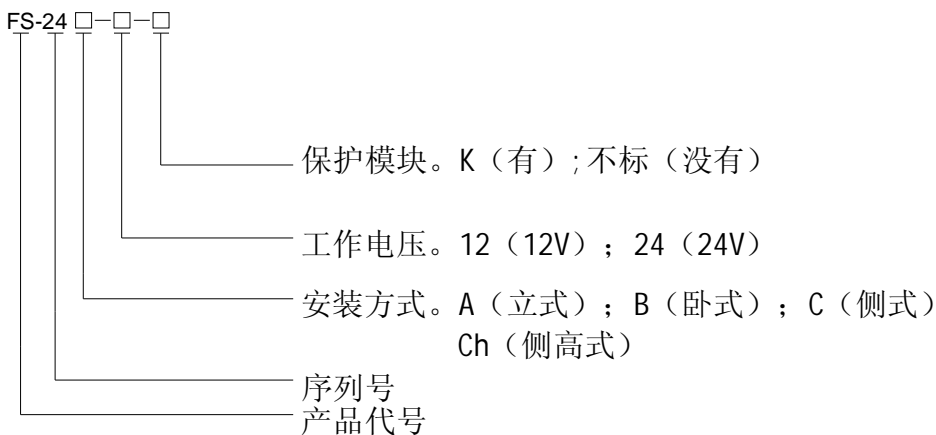 FS-24□－□－□
保护模块。K（有）;不标（没有）
工作电压。12（12V）；24（24V）
安装方式。A（立式）；B（卧式）；C（侧式）
Ch（侧高式）
序列号
产品代号